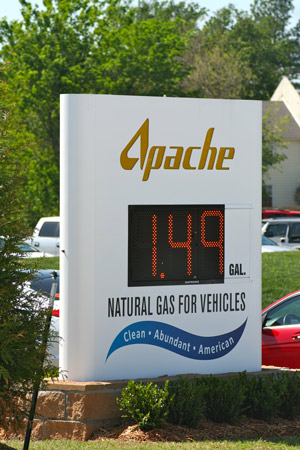 Apache
1.49
GAL.
NATURAL GAS FOR VEHICLES
Clean • Abundant • American